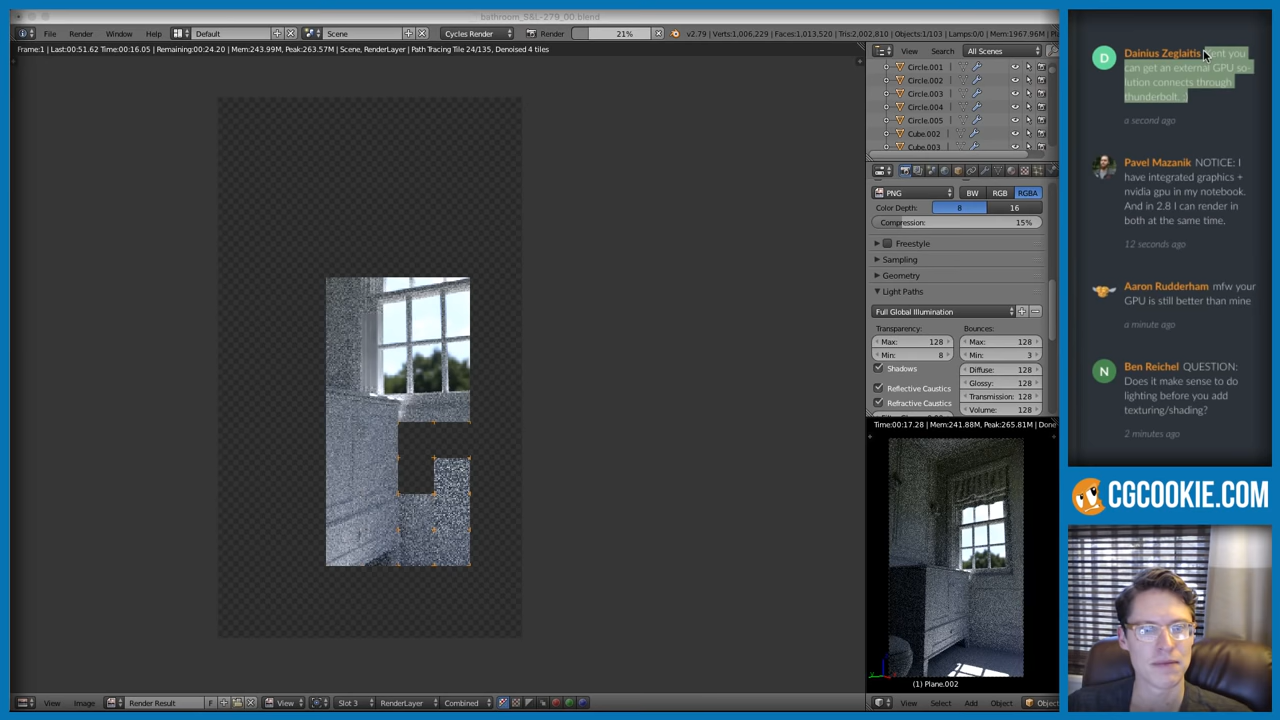 bathroom_S&L-279_00.blend
File Render Window Help Default Scene Cycles Render 21% v2.79 | Verts:1,006,229 | Faces:1,013,520 | Tris:2,002,810 | Objects:1/103 | Lamps:0/0 | Mem:1967.96M | Pla
Frame:1 | Last:00:51.62 Time:00:16.05 | Remaining:00:24.20 | Mem:243.99M, Peak:263.57M | Scene, RenderLayer | Path Tracing Tile 24/135, Denoised 4 tiles
View Search All Scenes
Circle.001
Circle.002
Circle.003
Circle.004
Circle.005
Cube.002
Cube.003
PNG BW RGB RGBA
Color Depth: 8 16
Compression: 15%
Freestyle
Sampling
Geometry
Light Paths
Full Global Illumination
Transparency: Bounces:
Max: 128 Max: 128
Min: 8 Min: 3
Shadows Diffuse: 128
Glossy: 128
Reflective Caustics Transmission: 128
Refractive Caustics Volume: 128
Time:00:17.28 | Mem:241.88M, Peak:265.81M | Done
(1) Plane.002
View Image Render Result F View Slot 3 RenderLayer Combined
View Select Add Object Object
D Dainius Zeglaitis Kent you
can get an external GPU so-
lution connects through
thunderbolt. :)
a second ago
Pavel Mazanik NOTICE: I
have integrated graphics +
nvidia gpu in my notebook.
And in 2.8 I can render in
both at the same time.
12 seconds ago
Aaron Rudderham mfw your
GPU is still better than mine
a minute ago
N Ben Reichel QUESTION:
Does it make sense to do
lighting before you add
texturing/shading?
2 minutes ago
CGCOOKIE.COM